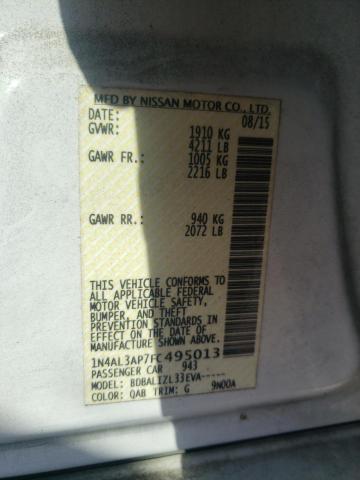 MFD BY NISSAN MOTOR CO., LTD.
DATE: 08/15
GVWR: 1910 KG
4211 LB
GAWR FR.: 1005 KG
2216 LB
GAWR RR.: 940 KG
2072 LB
THIS VEHICLE CONFORMS TO
ALL APPLICABLE FEDERAL
MOTOR VEHICLE SAFETY,
BUMPER, AND THEFT
PREVENTION STANDARDS IN
EFFECT ON THE DATE OF
MANUFACTURE SHOWN ABOVE.
1N4AL3AP7FC495013
PASSENGER CAR 943
MODEL: BDBALIZL33EVA-----
COLOR: QAB TRIM: G 9N00A